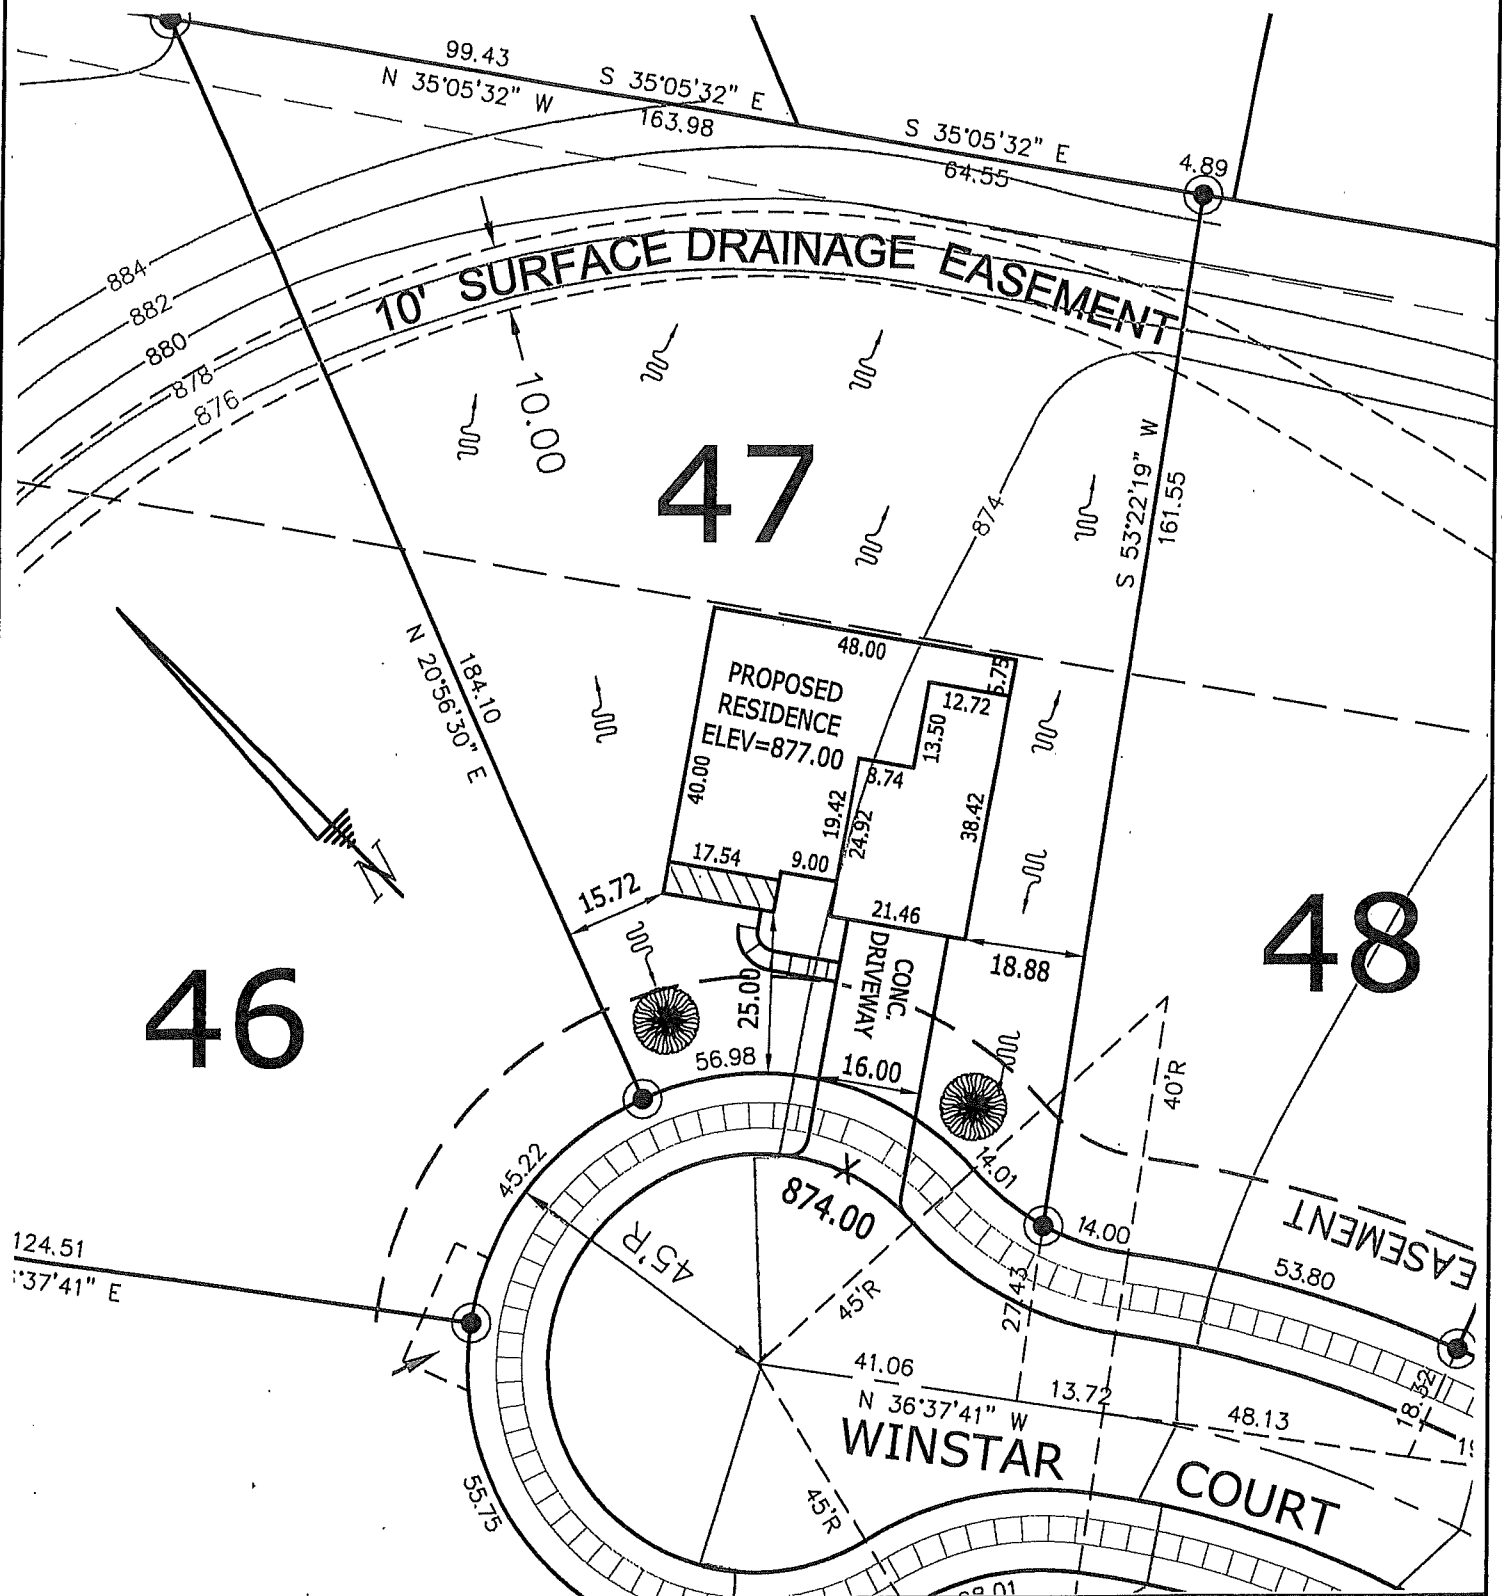 99.43
N 35°05'32" W
S 35°05'32" E
163.98
S 35°05'32" E
64.55
4.89
10' SURFACE DRAINAGE EASEMENT
884
882
880
878
876
10.00
47
874
S 53°22'19" W
161.55
N 20°56'30" E
184.10
48.00
PROPOSED
RESIDENCE
ELEV=877.00
12.72
13.50
40.00
19.42
24.92
38.42
17.54
9.00
15.72
21.46
18.88
N
46
48
25.00
CONC.
DRIVEWAY
56.98
16.00
40'R
45.22
14.01
874.00
X
14.00
EASEMENT
53.80
124.51
°37'41" E
45'R
45'R
27.43
41.06
N 36°37'41" W
13.72
48.13
18.32
WINSTAR COURT
55.75
45'R